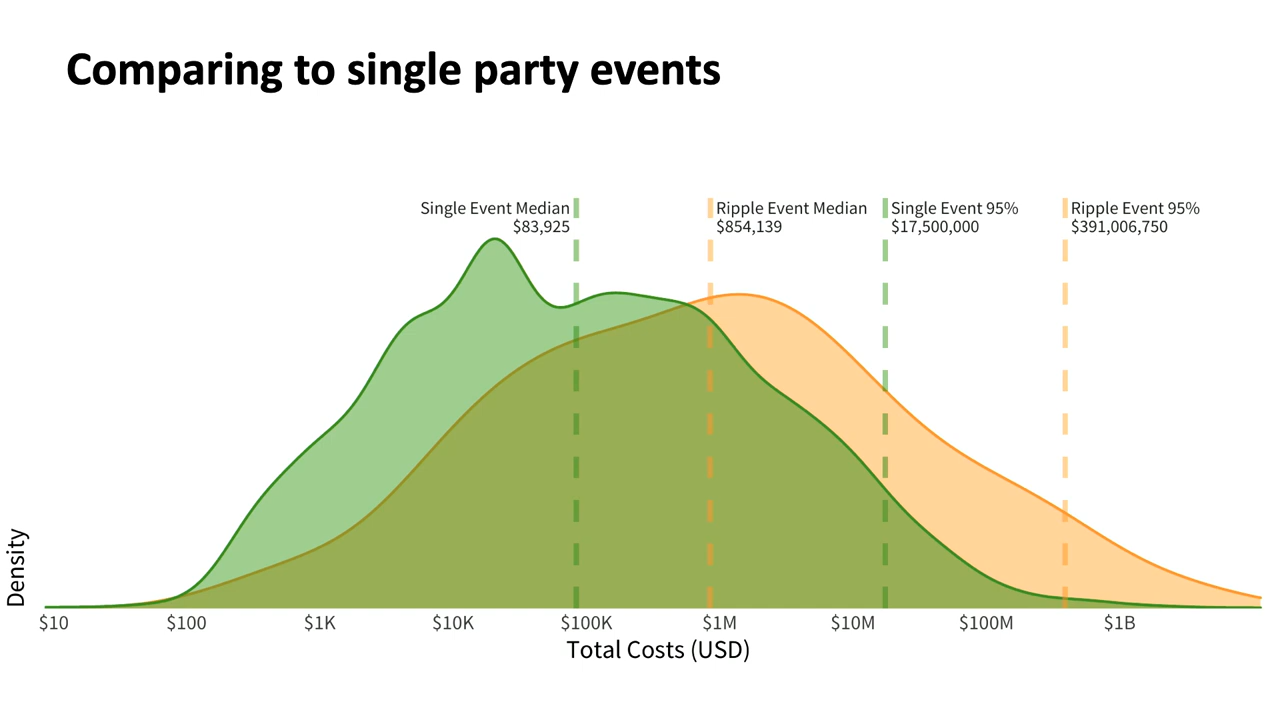 Comparing to single party events
Single Event Median
$83,925
Ripple Event Median
$854,139
Single Event 95%
$17,500,000
Ripple Event 95%
$391,006,750
Density
$10 $100 $1K $10K $100K $1M $10M $100M $1B
Total Costs (USD)